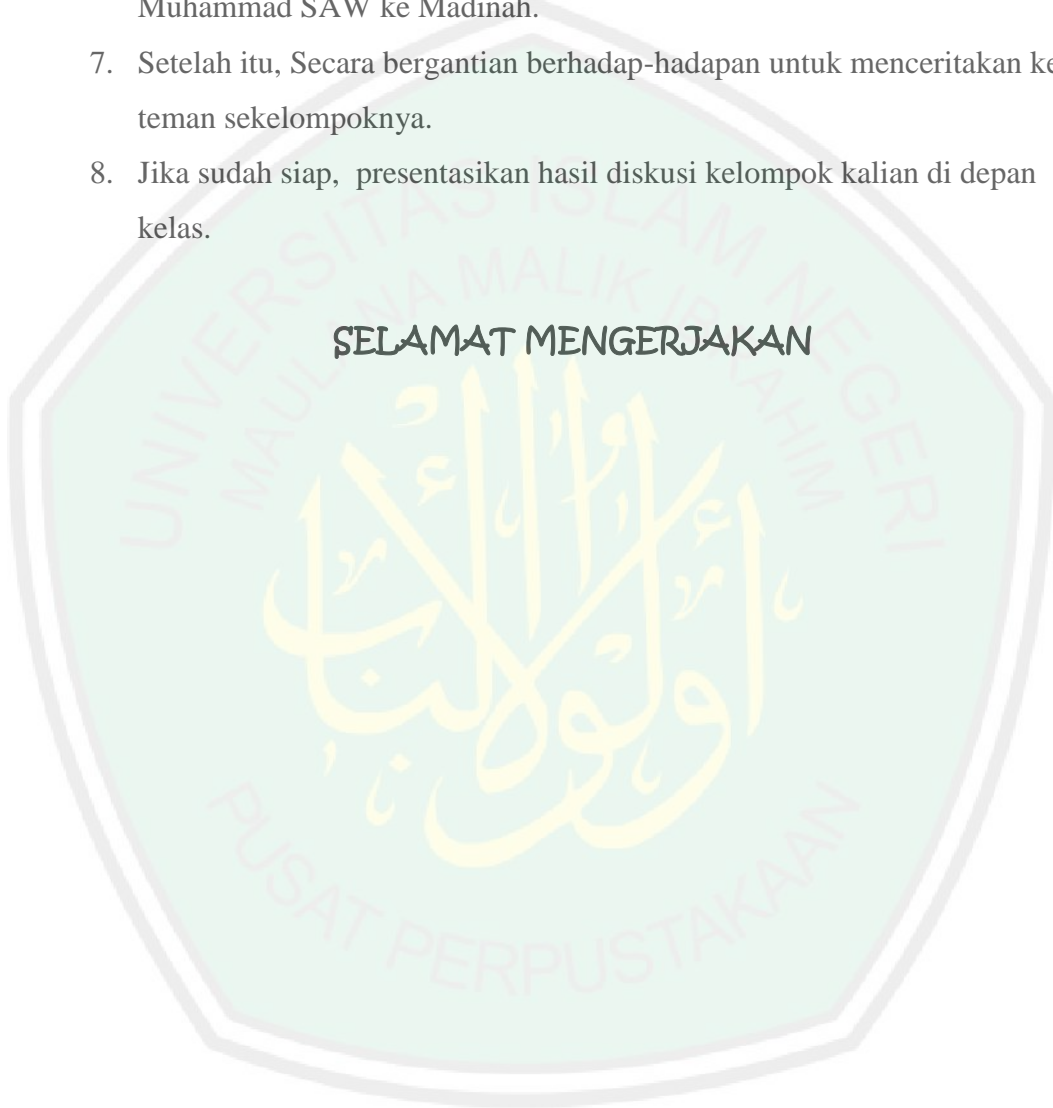 Muhammad SAW ke Madinah.
7. Setelah itu, Secara bergantian berhadap-hadapan untuk menceritakan ke
teman sekelompoknya.
8. Jika sudah siap, presentasikan hasil diskusi kelompok kalian di depan
kelas.
SELAMAT MENGERJAKAN
UNIVERSITAS ISLAM NEGERI
MAULANA MALIK IBRAHIM
PUSAT PERPUSTAKAAN